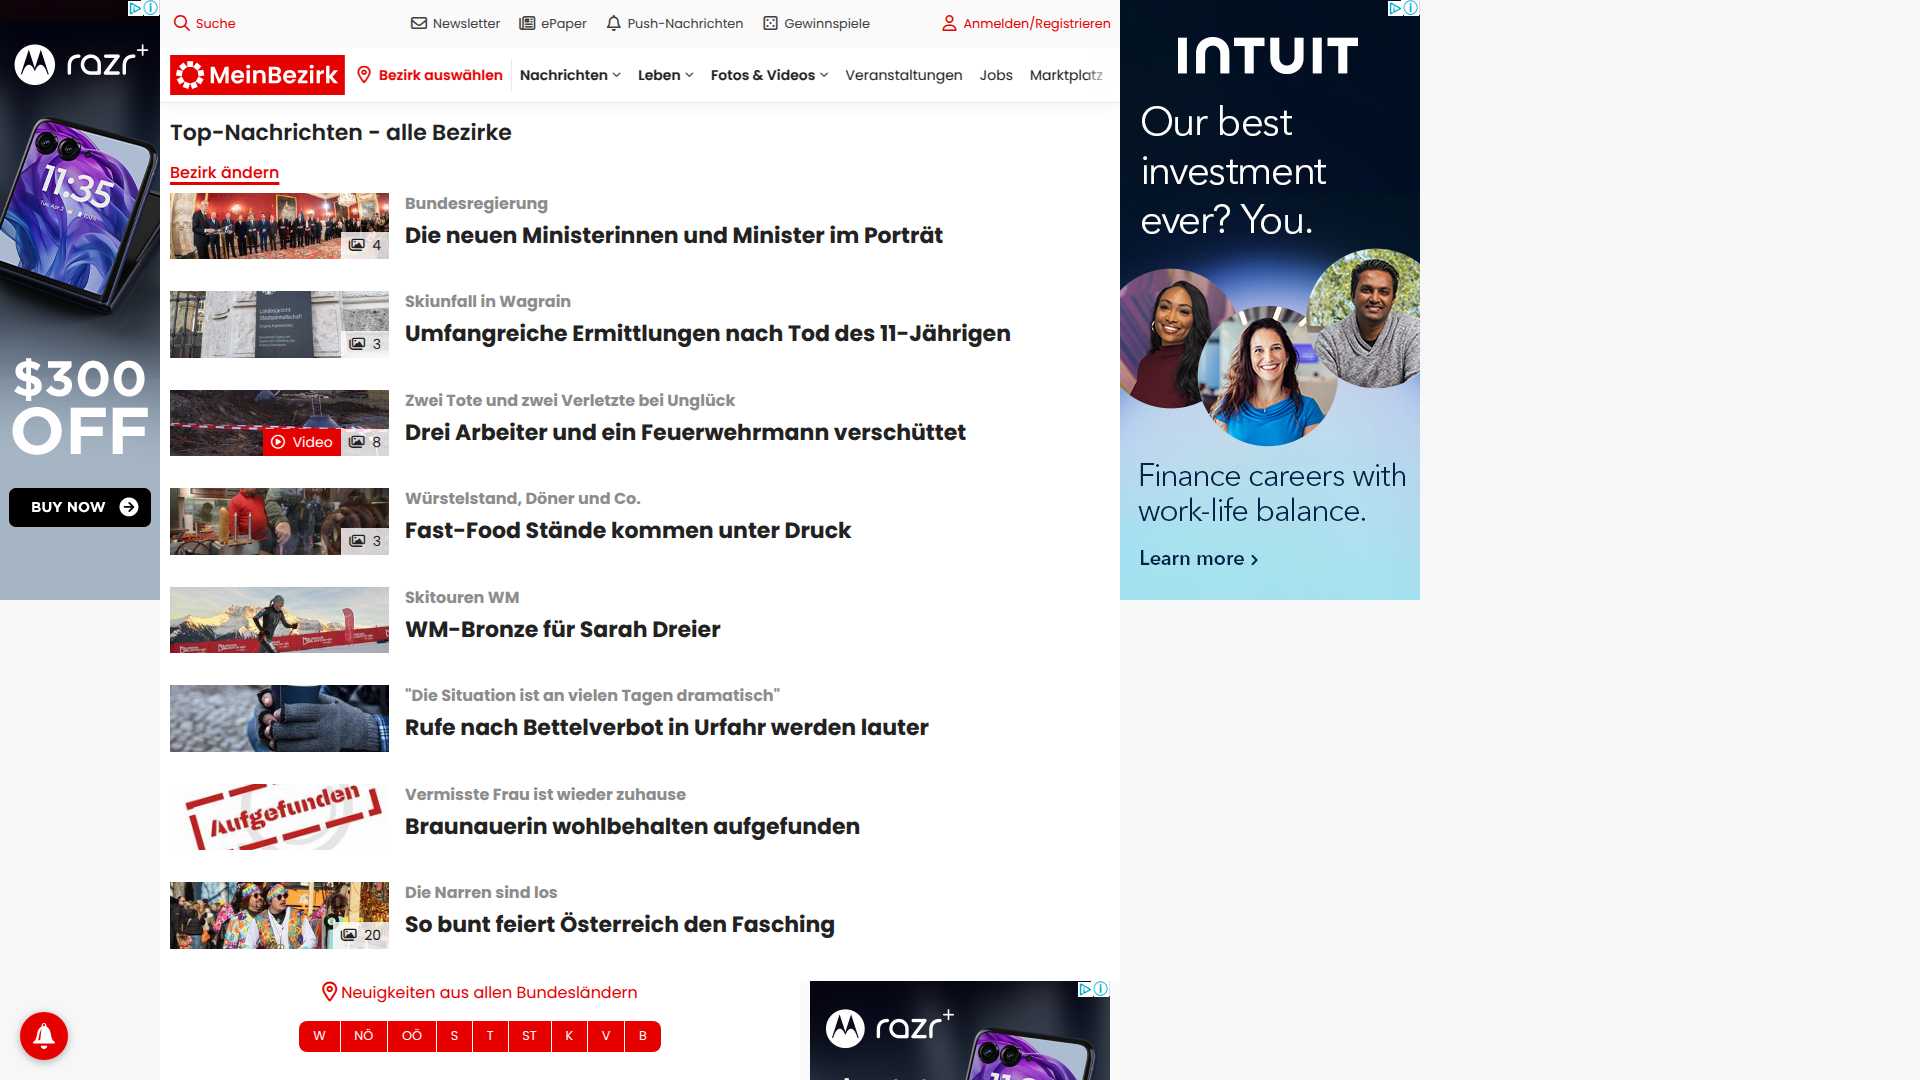 Suche
Newsletter
ePaper
Push-Nachrichten
Gewinnspiele
Anmelden/Registrieren
MeinBezirk
Bezirk auswählen
Nachrichten
Leben
Fotos & Videos
Veranstaltungen
Jobs
Marktplatz
Top-Nachrichten - alle Bezirke
Bezirk ändern
4
Bundesregierung
Die neuen Ministerinnen und Minister im Porträt
3
Skiunfall in Wagrain
Umfangreiche Ermittlungen nach Tod des 11-Jährigen
Video
8
Zwei Tote und zwei Verletzte bei Unglück
Drei Arbeiter und ein Feuerwehrmann verschüttet
3
Würstelstand, Döner und Co.
Fast-Food Stände kommen unter Druck
Skitouren WM
WM-Bronze für Sarah Dreier
"Die Situation ist an vielen Tagen dramatisch"
Rufe nach Bettelverbot in Urfahr werden lauter
Aufgefunden
Vermisste Frau ist wieder zuhause
Braunauerin wohlbehalten aufgefunden
20
Die Narren sind los
So bunt feiert Österreich den Fasching
Neuigkeiten aus allen Bundesländern
W NÖ OÖ S T ST K V B
razr+
11:35
$300
OFF
BUY NOW
INTUIT
Our best
investment
ever? You.
Finance careers with
work-life balance.
Learn more
razr+